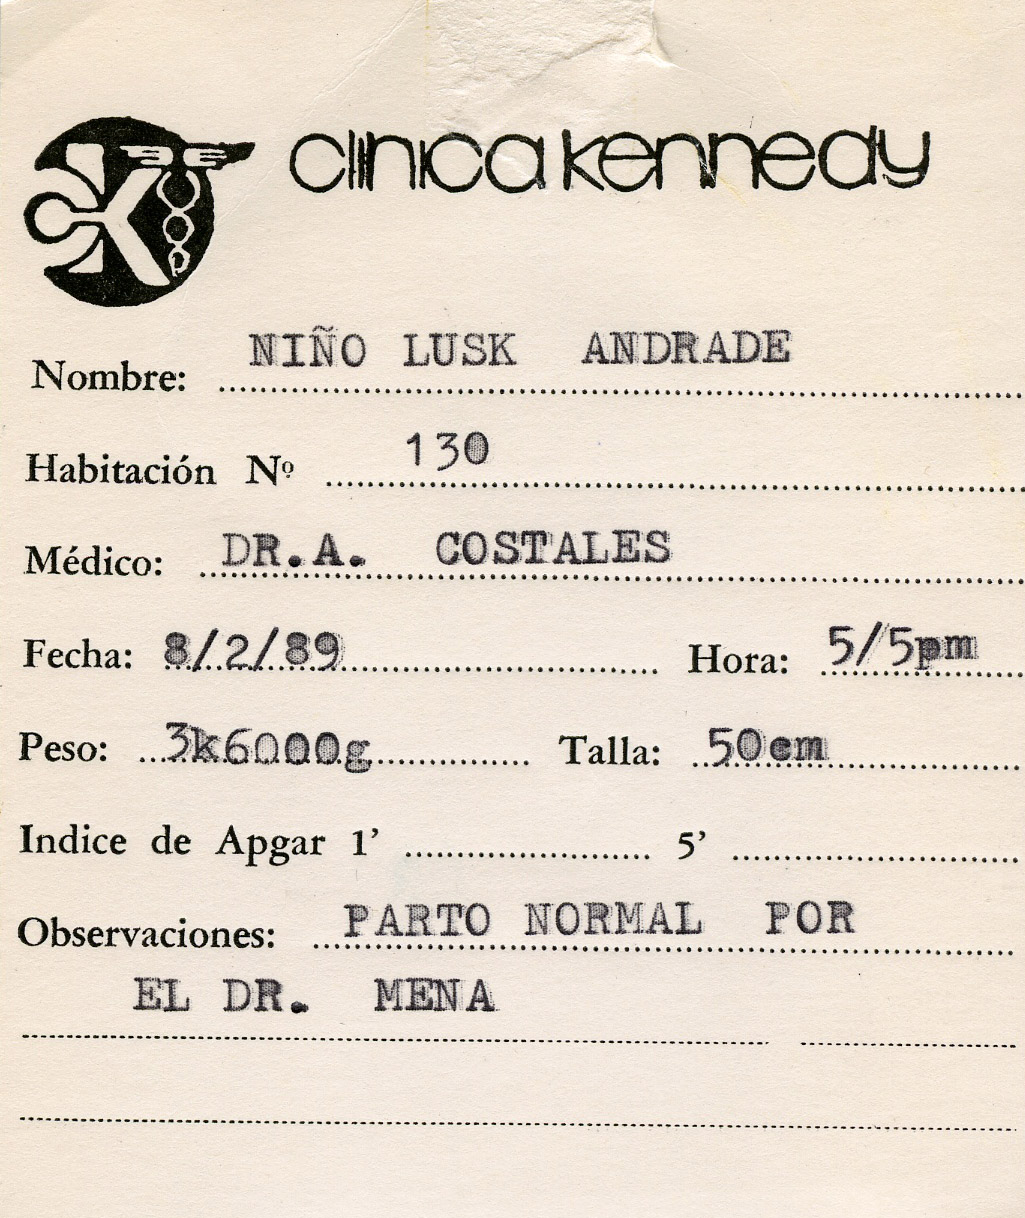 clinica kennedy
Nombre: NIÑO LUSK ANDRADE
Habitación Nº 130
Médico: DR.A. COSTALES
Fecha: 8/2/89 Hora: 5/5pm
Peso: 3k6000g Talla: 50cm
Indice de Apgar 1’ 5’
Observaciones: PARTO NORMAL POR
EL DR. MENA